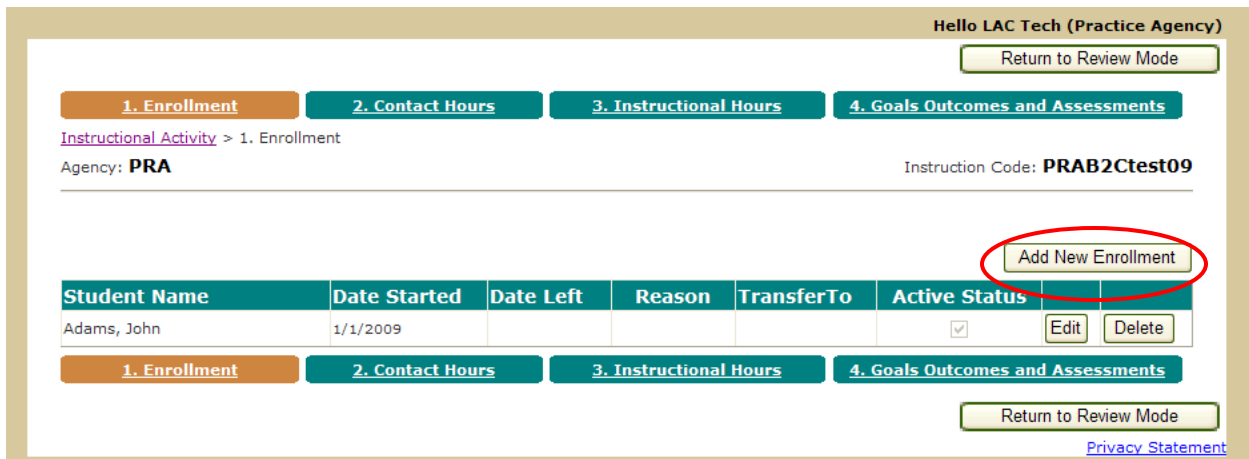 Hello LAC Tech (Practice Agency)
Return to Review Mode
1. Enrollment 2. Contact Hours 3. Instructional Hours 4. Goals Outcomes and Assessments
Instructional Activity > 1. Enrollment
Agency: PRA Instruction Code: PRAB2Ctest09
Add New Enrollment
Student Name Date Started Date Left Reason TransferTo Active Status
Adams, John 1/1/2009 Edit Delete
1. Enrollment 2. Contact Hours 3. Instructional Hours 4. Goals Outcomes and Assessments
Return to Review Mode
Privacy Statement